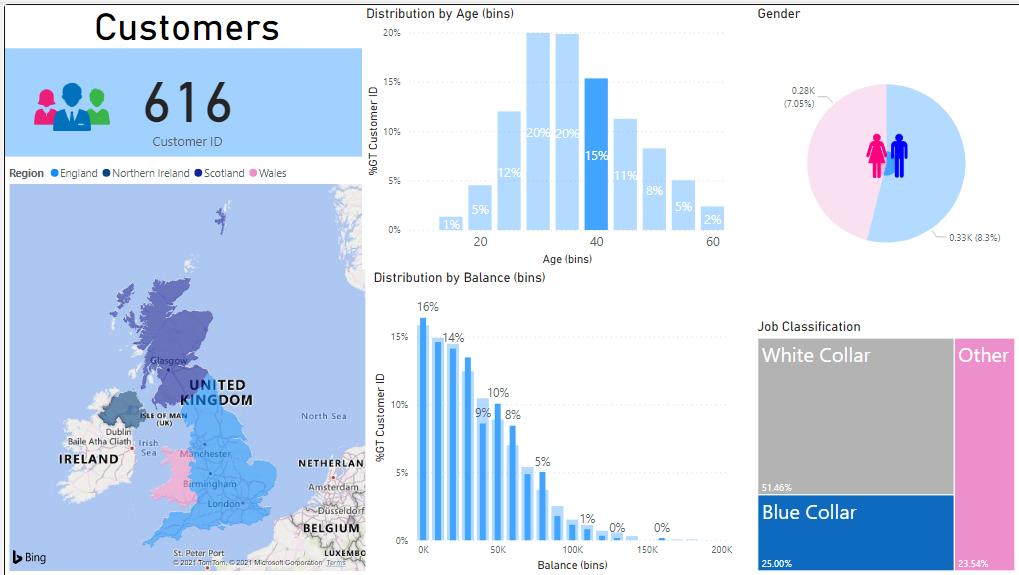 Customers
616
Customer ID
Region England Northern Ireland Scotland Wales
Glasgow
UNITED
KINGDOM
ISLE OF MAN
(UK)
North Sea
Dublin
Baile Atha Cliath
Irish
Sea
IRELAND
Manchester
Birmingham
London
NETHERLAN
Amsterdam
Düsseldorf
BELGIUM
LUXEMBO
St. Peter Port
Bing
© 2021 TomTom, © 2021 Microsoft Corporation Terms
Distribution by Age (bins)
%GT Customer ID
20%
15%
10%
5%
0%
1%
5%
12%
20%
20%
15%
11%
8%
5%
2%
20
40
60
Age (bins)
Distribution by Balance (bins)
%GT Customer ID
15%
10%
5%
0%
16%
14%
9%
10%
8%
5%
1%
0%
0%
0K
50K
100K
150K
200K
Balance (bins)
Gender
0.28K
(7.05%)
0.33K (8.3%)
Job Classification
White Collar
51.46%
Blue Collar
25.00%
Other
23.54%